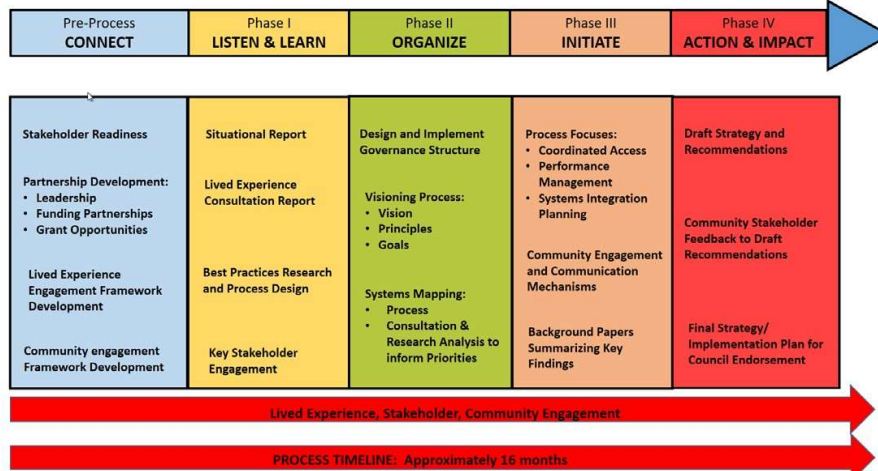 Pre-Process
CONNECT
Phase I
LISTEN & LEARN
Phase II
ORGANIZE
Phase III
INITIATE
Phase IV
ACTION & IMPACT
Stakeholder Readiness
Partnership Development:
• Leadership
• Funding Partnerships
• Grant Opportunities
Lived Experience
Engagement Framework
Development
Community engagement
Framework Development
Situational Report
Lived Experience
Consultation Report
Best Practices Research
and Process Design
Key Stakeholder
Engagement
Design and Implement
Governance Structure
Visioning Process:
• Vision
• Principles
• Goals
Systems Mapping:
• Process
• Consultation &
Research Analysis to
inform Priorities
Process Focuses:
• Coordinated Access
• Performance
Management
• Systems Integration
Planning
Community Engagement
and Communication
Mechanisms
Background Papers
Summarizing Key
Findings
Draft Strategy and
Recommendations
Community Stakeholder
Feedback to Draft
Recommendations
Final Strategy/
Implementation Plan for
Council Endorsement
Lived Experience, Stakeholder, Community Engagement
PROCESS TIMELINE: Approximately 16 months